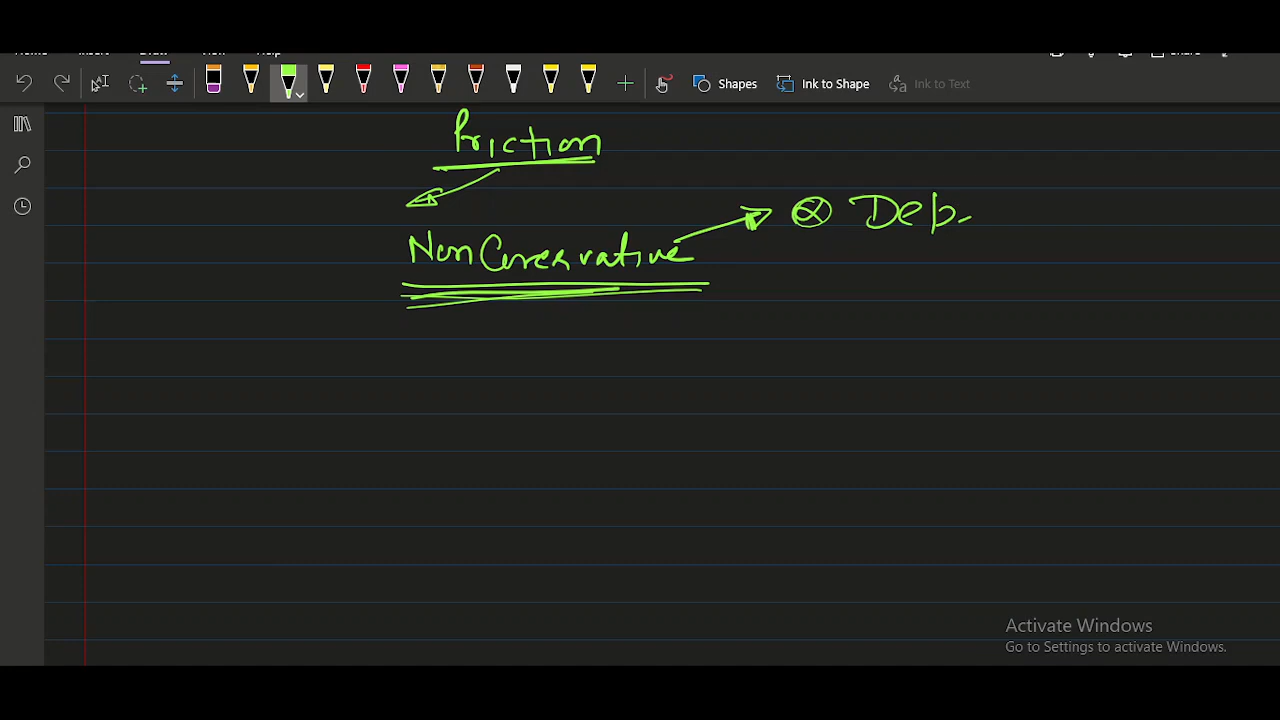 Shapes Ink to Shape Ink to Text
Friction
Non Conservative → ⊗ Dep.
Activate Windows
Go to Settings to activate Windows.